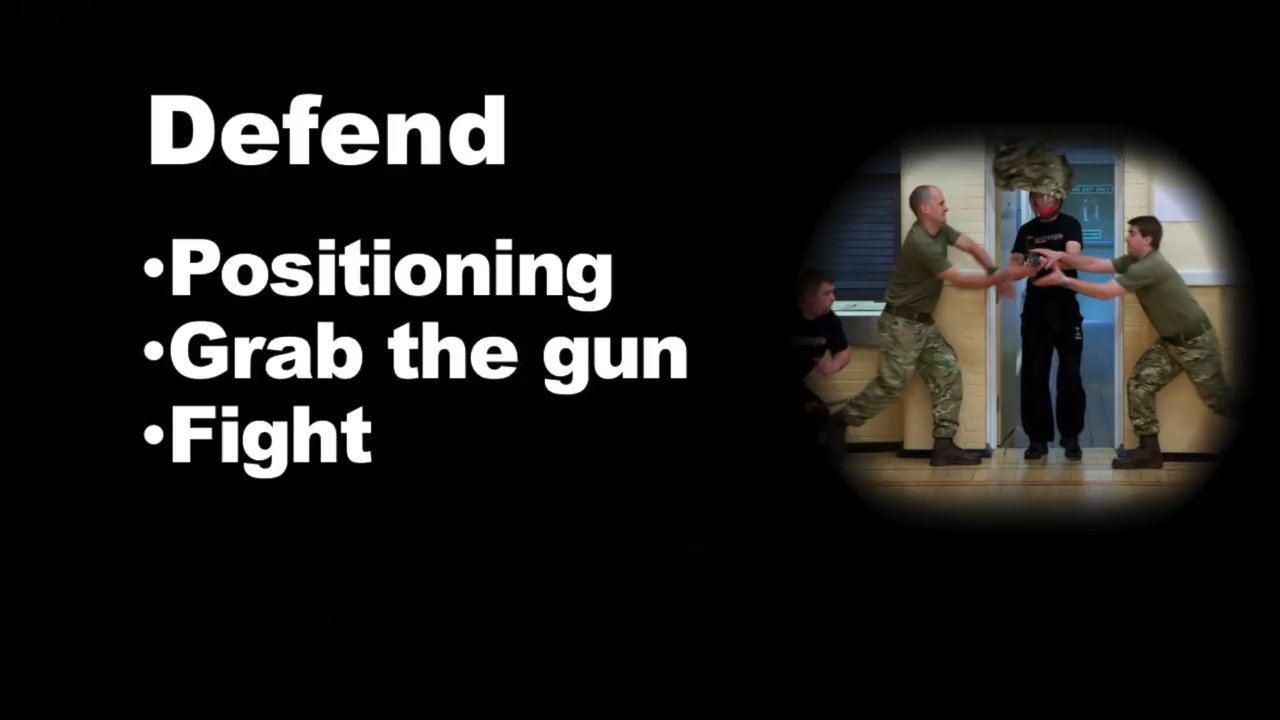 Defend
•Positioning
•Grab the gun
•Fight